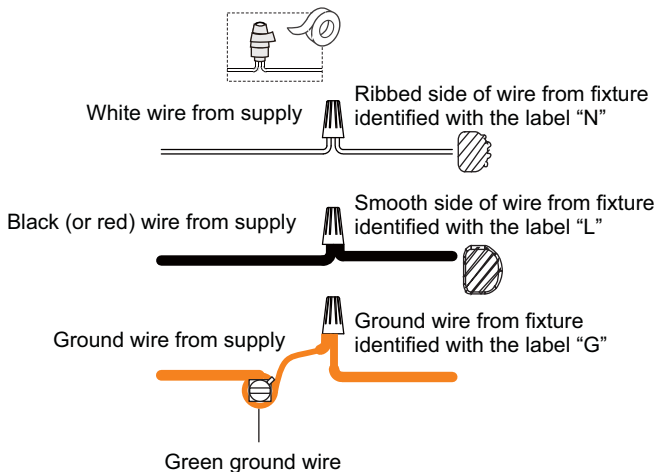 White wire from supply
Ribbed side of wire from fixture
identified with the label “N”
Black (or red) wire from supply
Smooth side of wire from fixture
identified with the label “L”
Ground wire from supply
Ground wire from fixture
identified with the label “G”
Green ground wire